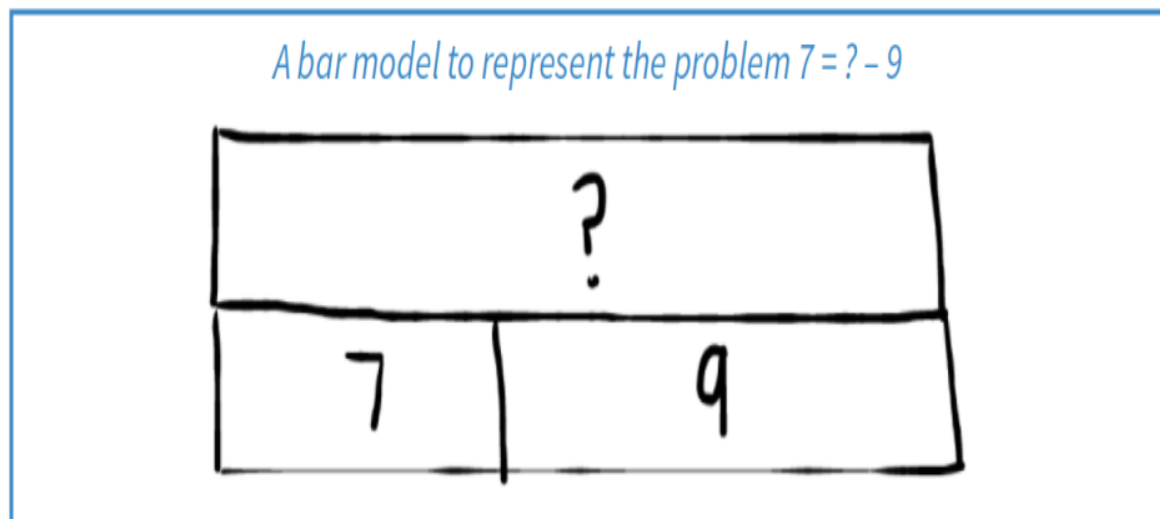 A bar model to represent the problem 7 = ? – 9
?
7 9